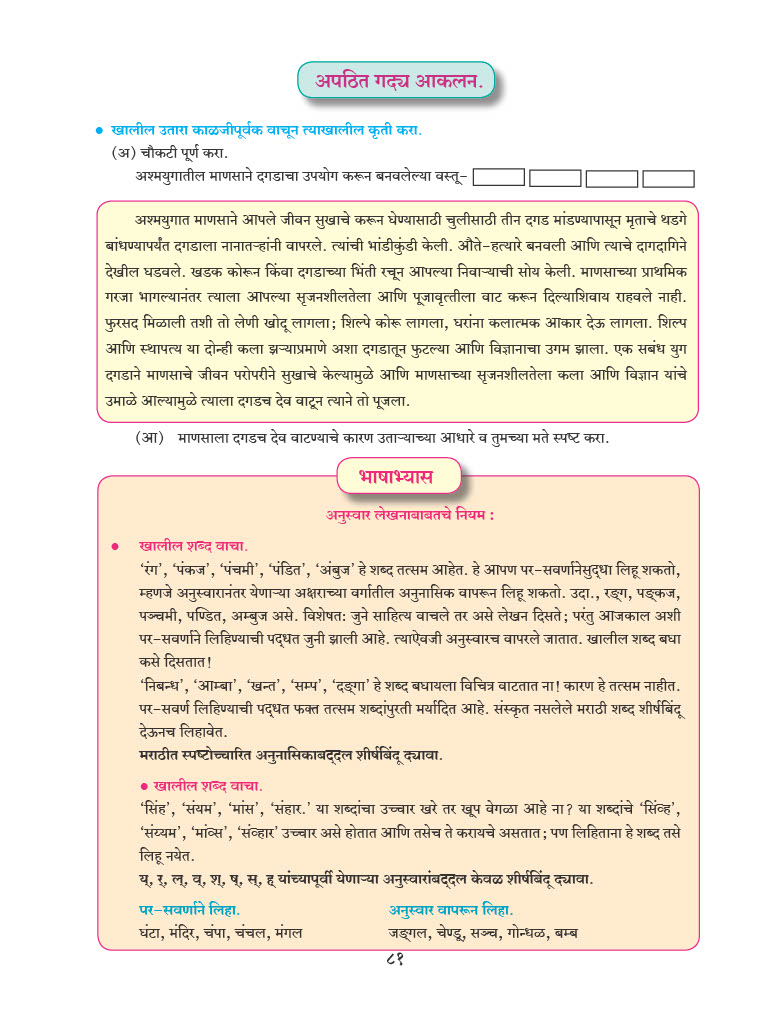 अपठित गद्य आकलन.
● खालील उतारा काळजीपूर्वक वाचून त्याखालील कृती करा.
(अ) चौकटी पूर्ण करा.
अश्मयुगातील माणसाने दगडाचा उपयोग करून बनवलेल्या वस्तू-
अश्मयुगात माणसाने आपले जीवन सुखाचे करून घेण्यासाठी चुलीसाठी तीन दगड मांडण्यापासून मृताचे थडगे
बांधण्यापर्यंत दगडाला नानातऱ्हांनी वापरले. त्यांची भांडीकुंडी केली. औते-हत्यारे बनवली आणि त्याचे दागदागिने
देखील घडवले. खडक कोरून किंवा दगडाच्या भिंती रचून आपल्या निवाऱ्याची सोय केली. माणसाच्या प्राथमिक
गरजा भागल्यानंतर त्याला आपल्या सृजनशीलतेला आणि पूजावृत्तीला वाट करून दिल्याशिवाय राहवले नाही.
फुरसद मिळाली तशी तो लेणी खोदू लागला; शिल्पे कोरू लागला, घरांना कलात्मक आकार देऊ लागला. शिल्प
आणि स्थापत्य या दोन्ही कला झऱ्याप्रमाणे अशा दगडातून फुटल्या आणि विज्ञानाचा उगम झाला. एक सबंध युग
दगडाने माणसाचे जीवन परोपरीने सुखाचे केल्यामुळे आणि माणसाच्या सृजनशीलतेला कला आणि विज्ञान यांचे
उमाळे आल्यामुळे त्याला दगडच देव वाटून त्याने तो पूजला.
(आ) माणसाला दगडच देव वाटण्याचे कारण उताऱ्याच्या आधारे व तुमच्या मते स्पष्ट करा.
भाषाभ्यास
अनुस्वार लेखनाबाबतचे नियम :
● खालील शब्द वाचा.
‘रंग’, ‘पंकज’, ‘पंचमी’, ‘पंडित’, ‘अंबुज’ हे शब्द तत्सम आहेत. हे आपण पर-सवर्णानेसुद्धा लिहू शकतो,
म्हणजे अनुस्वारानंतर येणाऱ्या अक्षराच्या वर्गातील अनुनासिक वापरून लिहू शकतो. उदा., रङ्ग, पङ्कज,
पञ्चमी, पण्डित, अम्बुज असे. विशेषतः जुने साहित्य वाचले तर असे लेखन दिसते; परंतु आजकाल अशी
पर-सवर्णाने लिहिण्याची पद्धत जुनी झाली आहे. त्याऐवजी अनुस्वारच वापरले जातात. खालील शब्द बघा
कसे दिसतात!
‘निबन्ध’, ‘आम्बा’, ‘खन्त’, ‘सम्प’, ‘दङ्गा’ हे शब्द बघायला विचित्र वाटतात ना! कारण हे तत्सम नाहीत.
पर-सवर्ण लिहिण्याची पद्धत फक्त तत्सम शब्दांपुरती मर्यादित आहे. संस्कृत नसलेले मराठी शब्द शीर्षबिंदू
देऊनच लिहावेत.
मराठीत स्पष्टोच्चारित अनुनासिकाबद्दल शीर्षबिंदू द्यावा.
● खालील शब्द वाचा.
‘सिंह’, ‘संयम’, ‘मांस’, ‘संहार.’ या शब्दांचा उच्चार खरे तर खूप वेगळा आहे ना? या शब्दांचे ‘सिंव्ह’,
‘संय्यम’, ‘मांव्स’, ‘संव्हार’ उच्चार असे होतात आणि तसेच ते करायचे असतात; पण लिहिताना हे शब्द तसे
लिहू नयेत.
य्, र्, ल्, व्, श्, ष्, स्, ह् यांच्यापूर्वी येणाऱ्या अनुस्वारांबद्दल केवळ शीर्षबिंदू द्यावा.
पर-सवर्णाने लिहा. अनुस्वार वापरून लिहा.
घंटा, मंदिर, चंपा, चंचल, मंगल जङ्गल, चेण्डू, सञ्च, गोन्धळ, बम्ब
८१